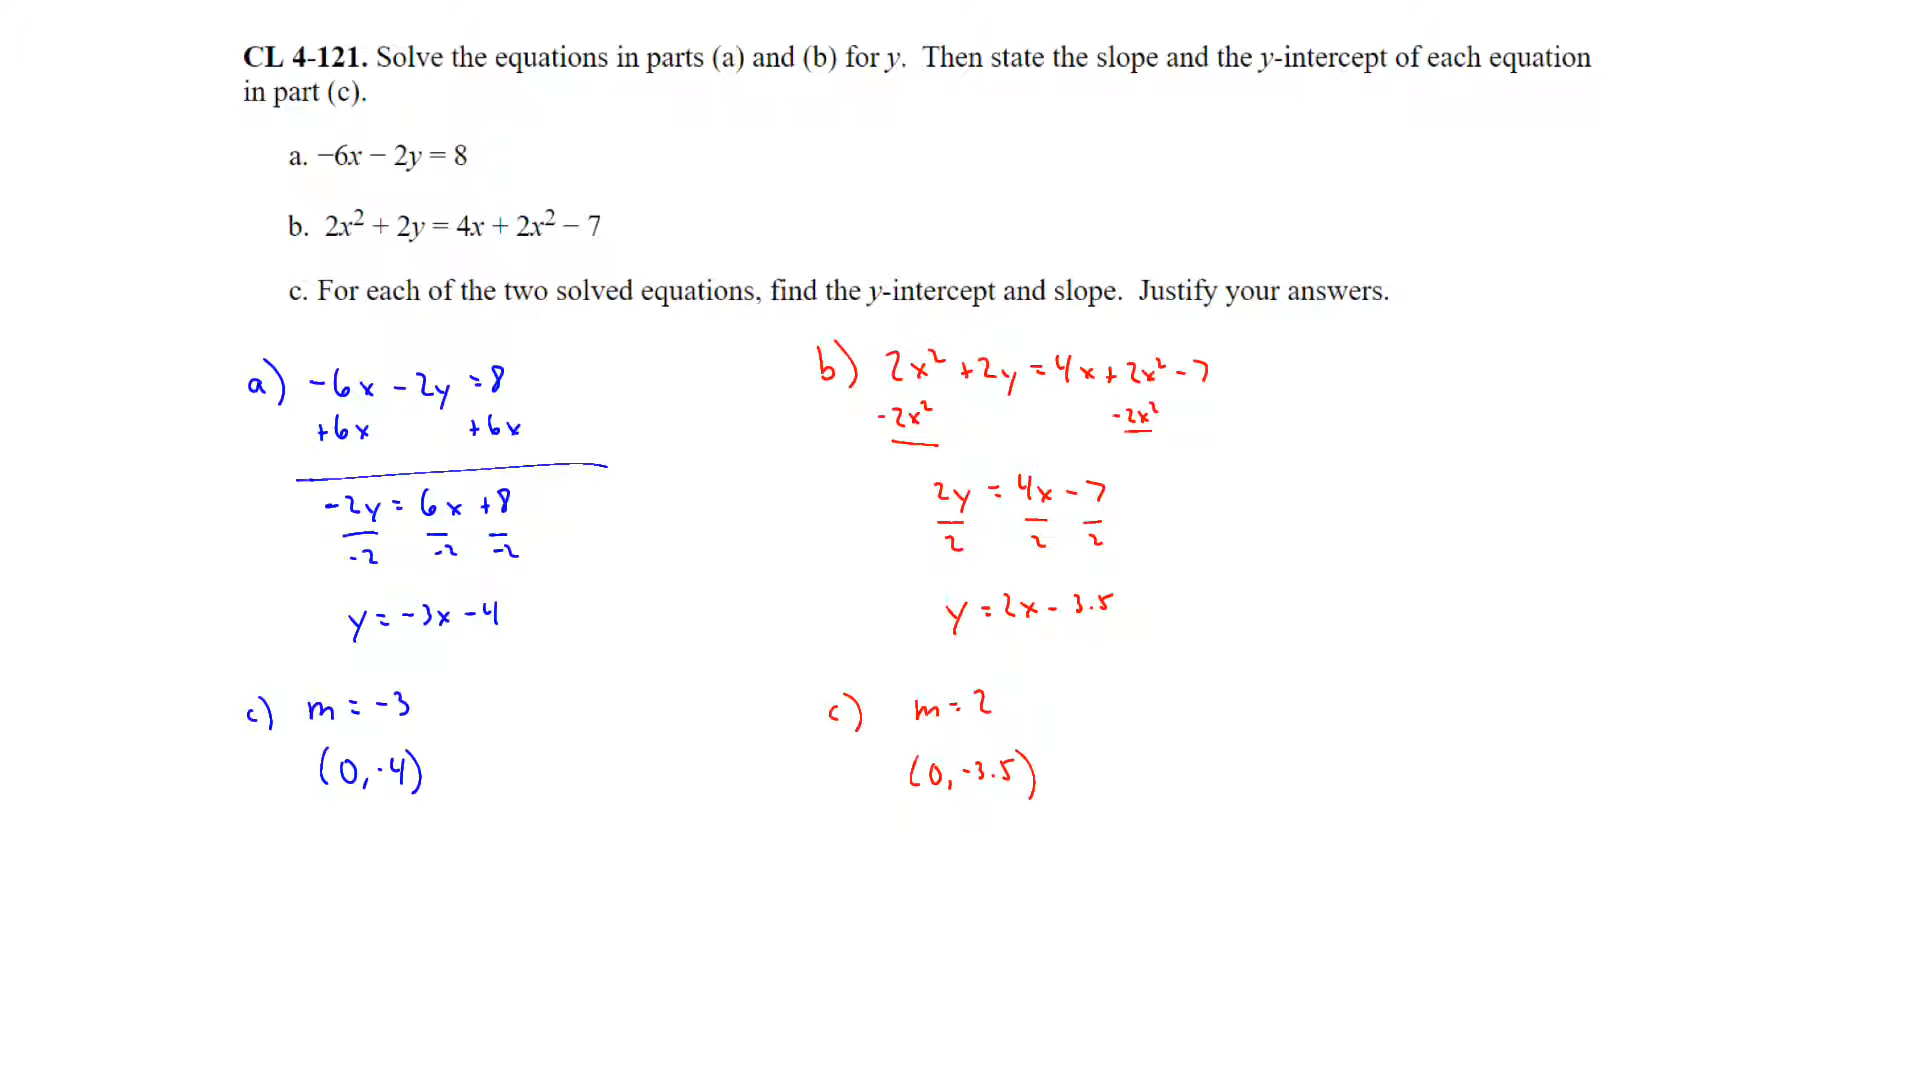 CL 4-121. Solve the equations in parts (a) and (b) for y. Then state the slope and the y-intercept of each equation
in part (c).
a. −6x − 2y = 8
b. 2x² + 2y = 4x + 2x² − 7
c. For each of the two solved equations, find the y-intercept and slope. Justify your answers.
a) -6x - 2y = 8
+6x +6x
-2y = 6x + 8
-2 -2 -2
y = -3x - 4
c) m = -3
(0, -4)
b) 2x² + 2y = 4x + 2x² - 7
-2x² -2x²
2y = 4x - 7
2 2 2
y = 2x - 3.5
c) m = 2
(0, -3.5)